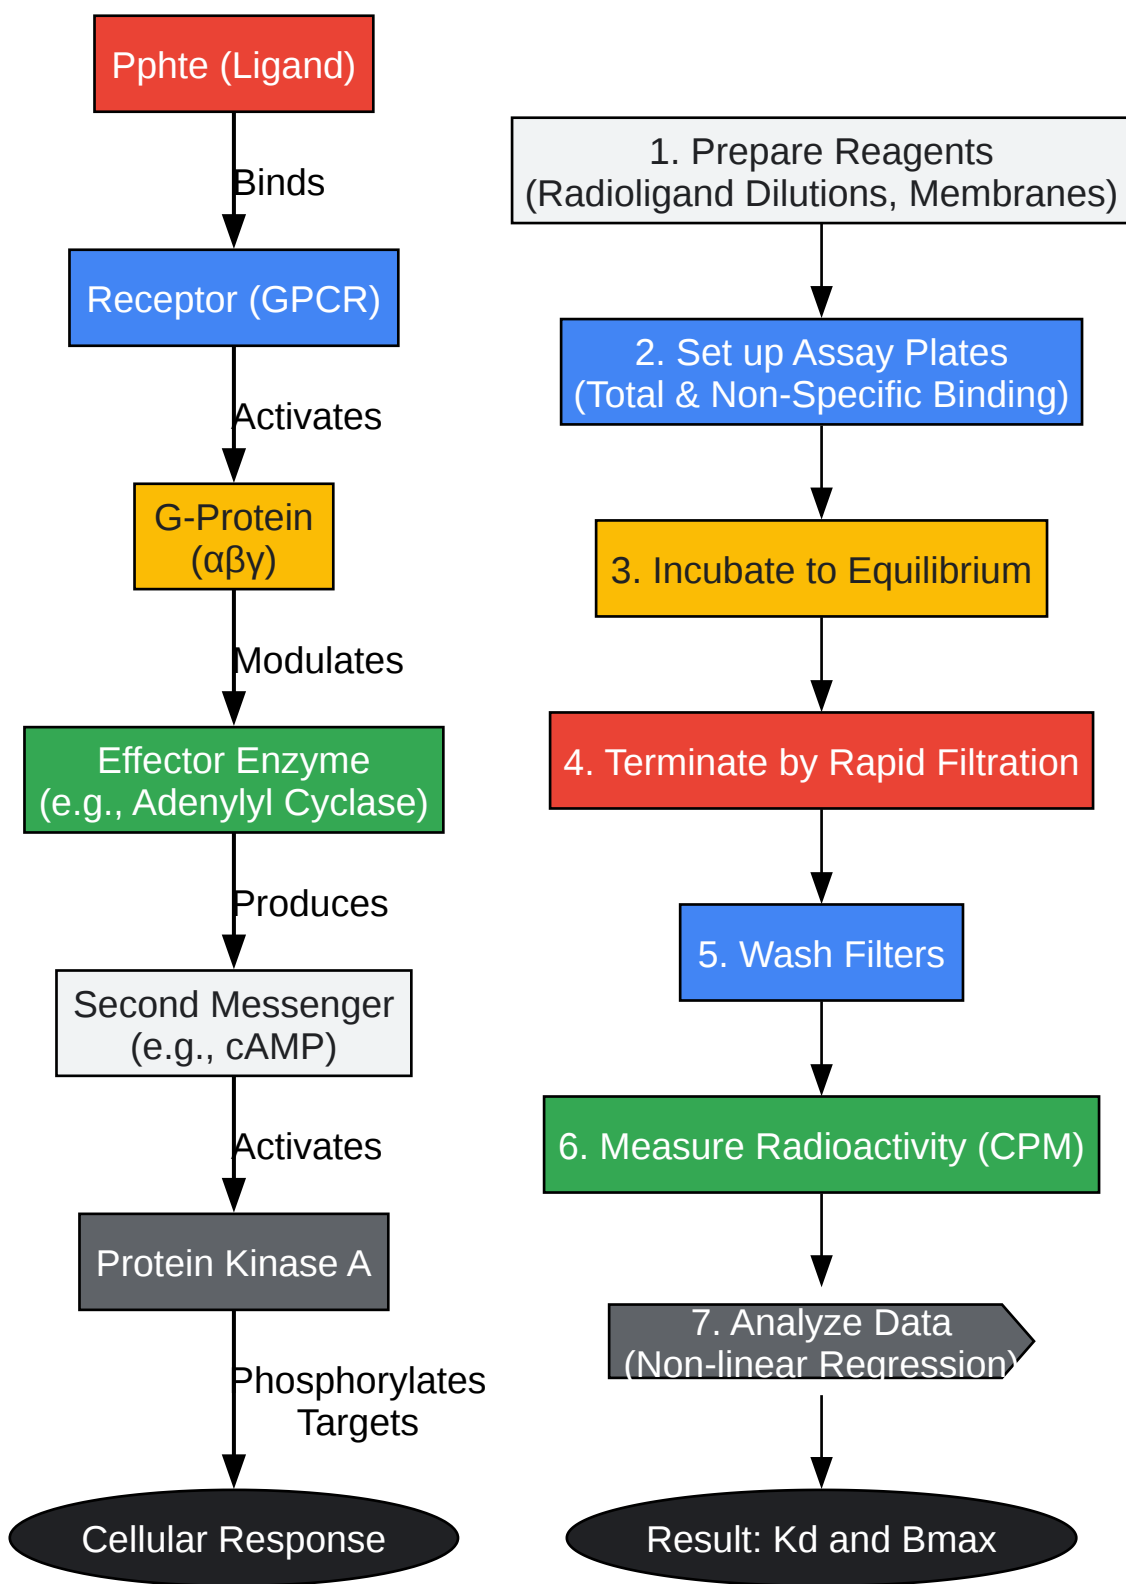 Pphte (Ligand)
Binds
Receptor (GPCR)
Activates
G-Protein
(αβγ)
Modulates
Effector Enzyme
(e.g., Adenylyl Cyclase)
Produces
Second Messenger
(e.g., cAMP)
Activates
Protein Kinase A
Phosphorylates
Targets
Cellular Response
1. Prepare Reagents
(Radioligand Dilutions, Membranes)
2. Set up Assay Plates
(Total & Non-Specific Binding)
3. Incubate to Equilibrium
4. Terminate by Rapid Filtration
5. Wash Filters
6. Measure Radioactivity (CPM)
7. Analyze Data
(Non-linear Regression)
Result: Kd and Bmax